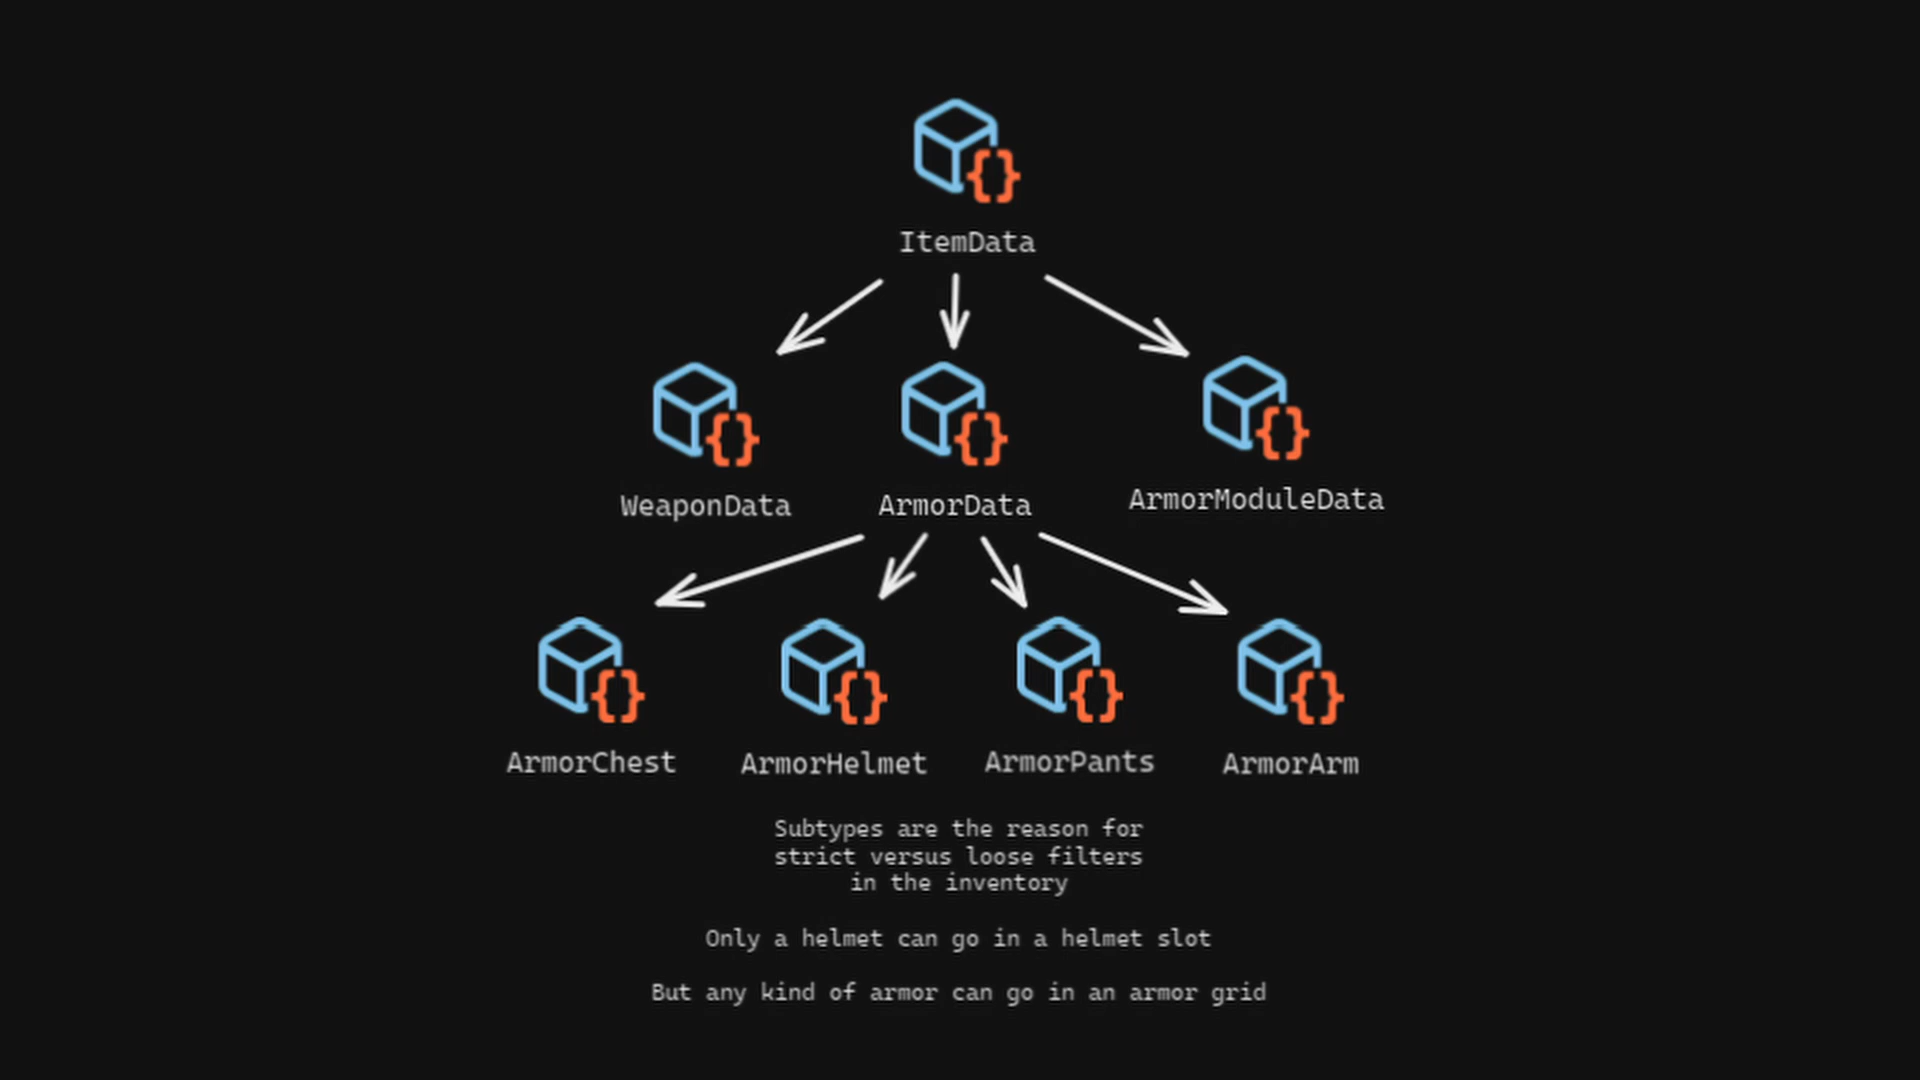 ItemData
WeaponData
ArmorData
ArmorModuleData
ArmorChest
ArmorHelmet
ArmorPants
ArmorArm
Subtypes are the reason for
strict versus loose filters
in the inventory
Only a helmet can go in a helmet slot
But any kind of armor can go in an armor grid